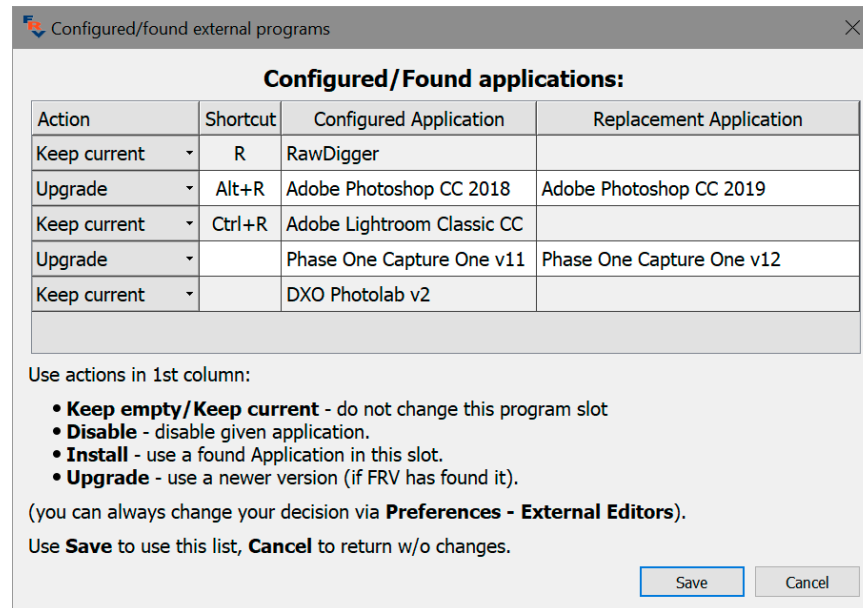 Configured/found external programs
Configured/Found applications:
Action Shortcut Configured Application Replacement Application
Keep current R RawDigger
Upgrade Alt+R Adobe Photoshop CC 2018 Adobe Photoshop CC 2019
Keep current Ctrl+R Adobe Lightroom Classic CC
Upgrade Phase One Capture One v11 Phase One Capture One v12
Keep current DXO Photolab v2
Use actions in 1st column:
• Keep empty/Keep current - do not change this program slot
• Disable - disable given application.
• Install - use a found Application in this slot.
• Upgrade - use a newer version (if FRV has found it).
(you can always change your decision via Preferences - External Editors).
Use Save to use this list, Cancel to return w/o changes.
Save Cancel